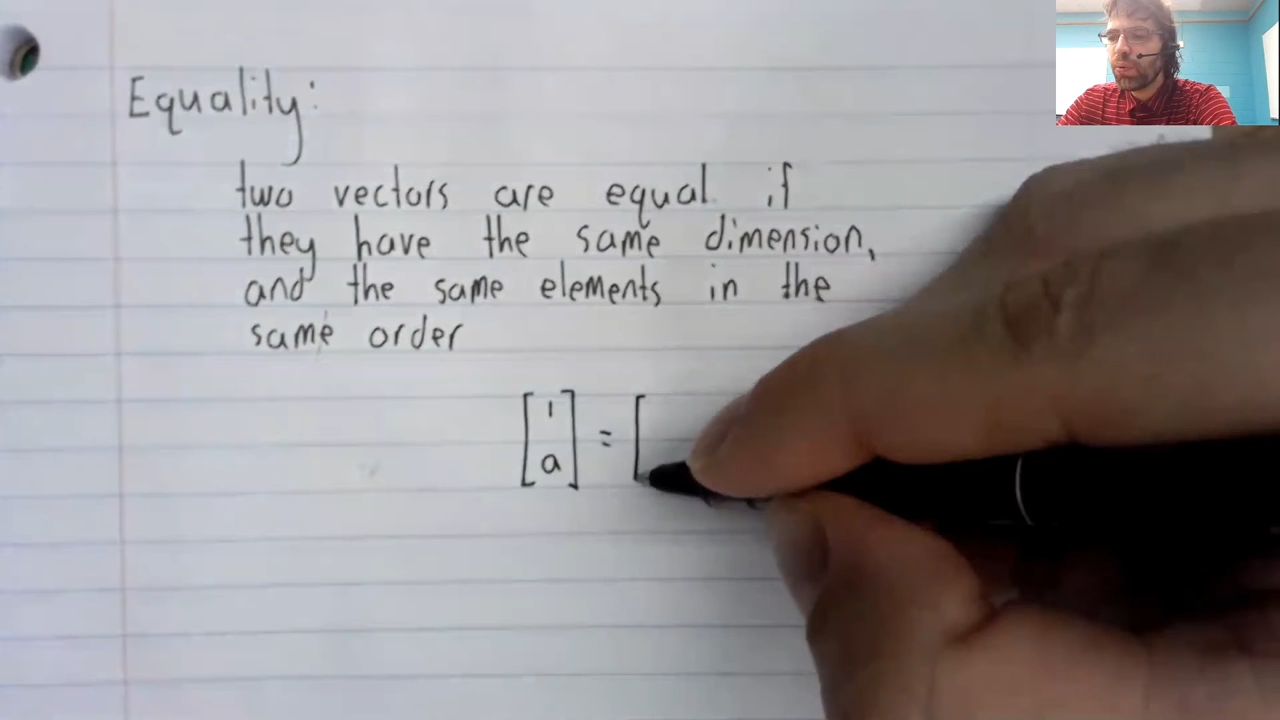 Equality:
two vectors are equal if
they have the same dimension,
and the same elements in the
same order
[1
a] = [